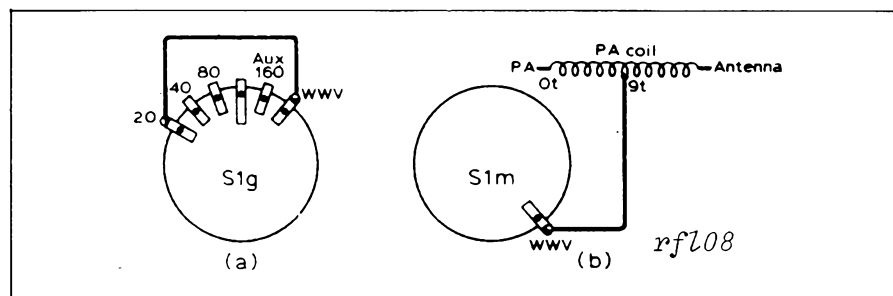 Aux
80 160
40 WWV
20
S1g
(a)
PA coil
PA Antenna
0t 9t
S1m
WWV
(b)
rfl08